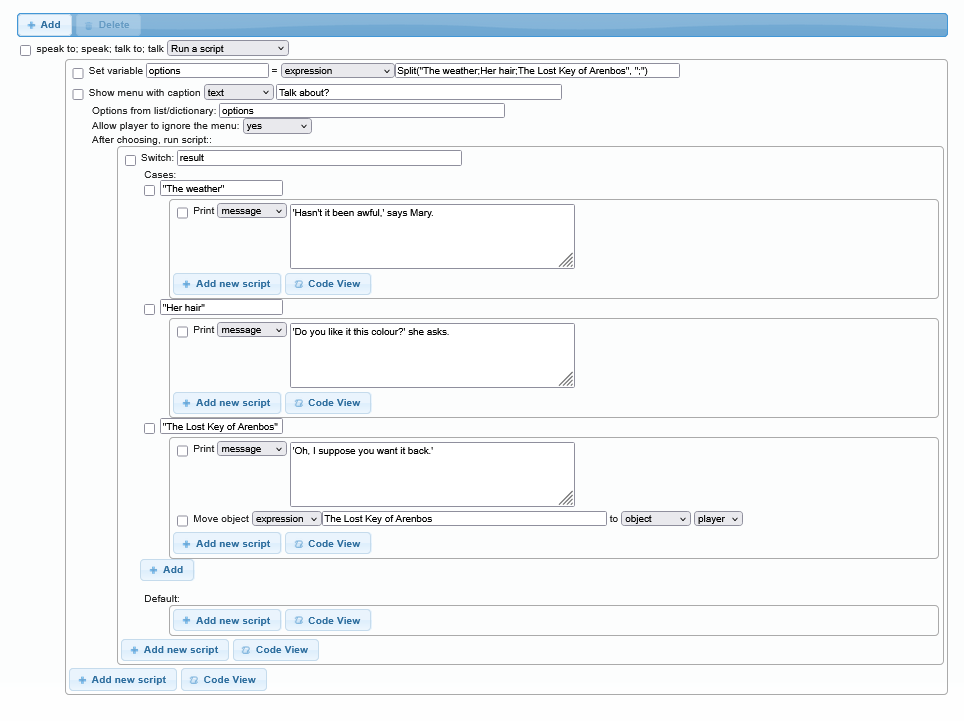 Add Delete
speak to; speak; talk to; talk Run a script
Set variable options = expression Split("The weather;Her hair;The Lost Key of Arenbos", ";")
Show menu with caption text Talk about?
Options from list/dictionary: options
Allow player to ignore the menu: yes
After choosing, run script::
Switch: result
Cases:
"The weather"
Print message 'Hasn't it been awful,' says Mary.
Add new script Code View
"Her hair"
Print message 'Do you like it this colour?' she asks.
Add new script Code View
"The Lost Key of Arenbos"
Print message 'Oh, I suppose you want it back.'
Move object expression The Lost Key of Arenbos to object player
Add new script Code View
Add
Default:
Add new script Code View
Add new script Code View
Add new script Code View